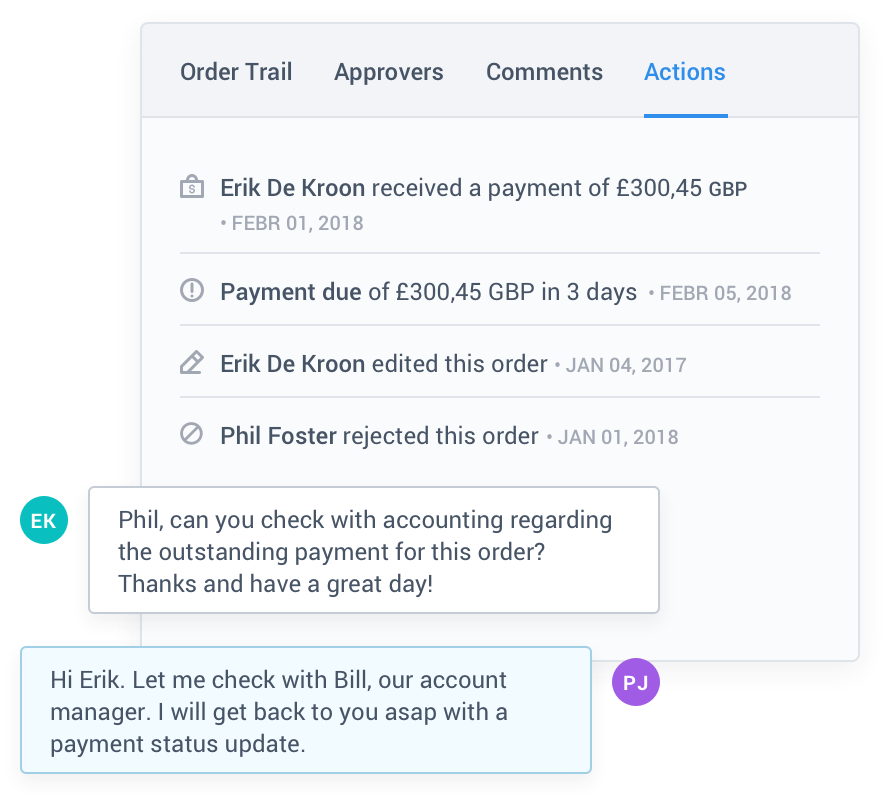 Order Trail Approvers Comments Actions
Erik De Kroon received a payment of £300,45 GBP
• FEBR 01, 2018
Payment due of £300,45 GBP in 3 days • FEBR 05, 2018
Erik De Kroon edited this order • JAN 04, 2017
Phil Foster rejected this order • JAN 01, 2018
EK
Phil, can you check with accounting regarding
the outstanding payment for this order?
Thanks and have a great day!
Hi Erik. Let me check with Bill, our account
manager. I will get back to you asap with a
payment status update.
PJ